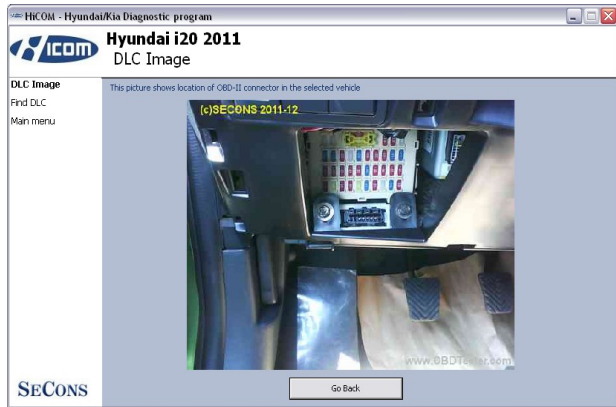 HiCOM - Hyundai/Kia Diagnostic program
HICOM
Hyundai i20 2011
DLC Image
DLC Image
Find DLC
Main menu
This picture shows location of OBD-II connector in the selected vehicle
(c)SECONS 2011-12
www.OBDTester.com
SECONS
Go Back